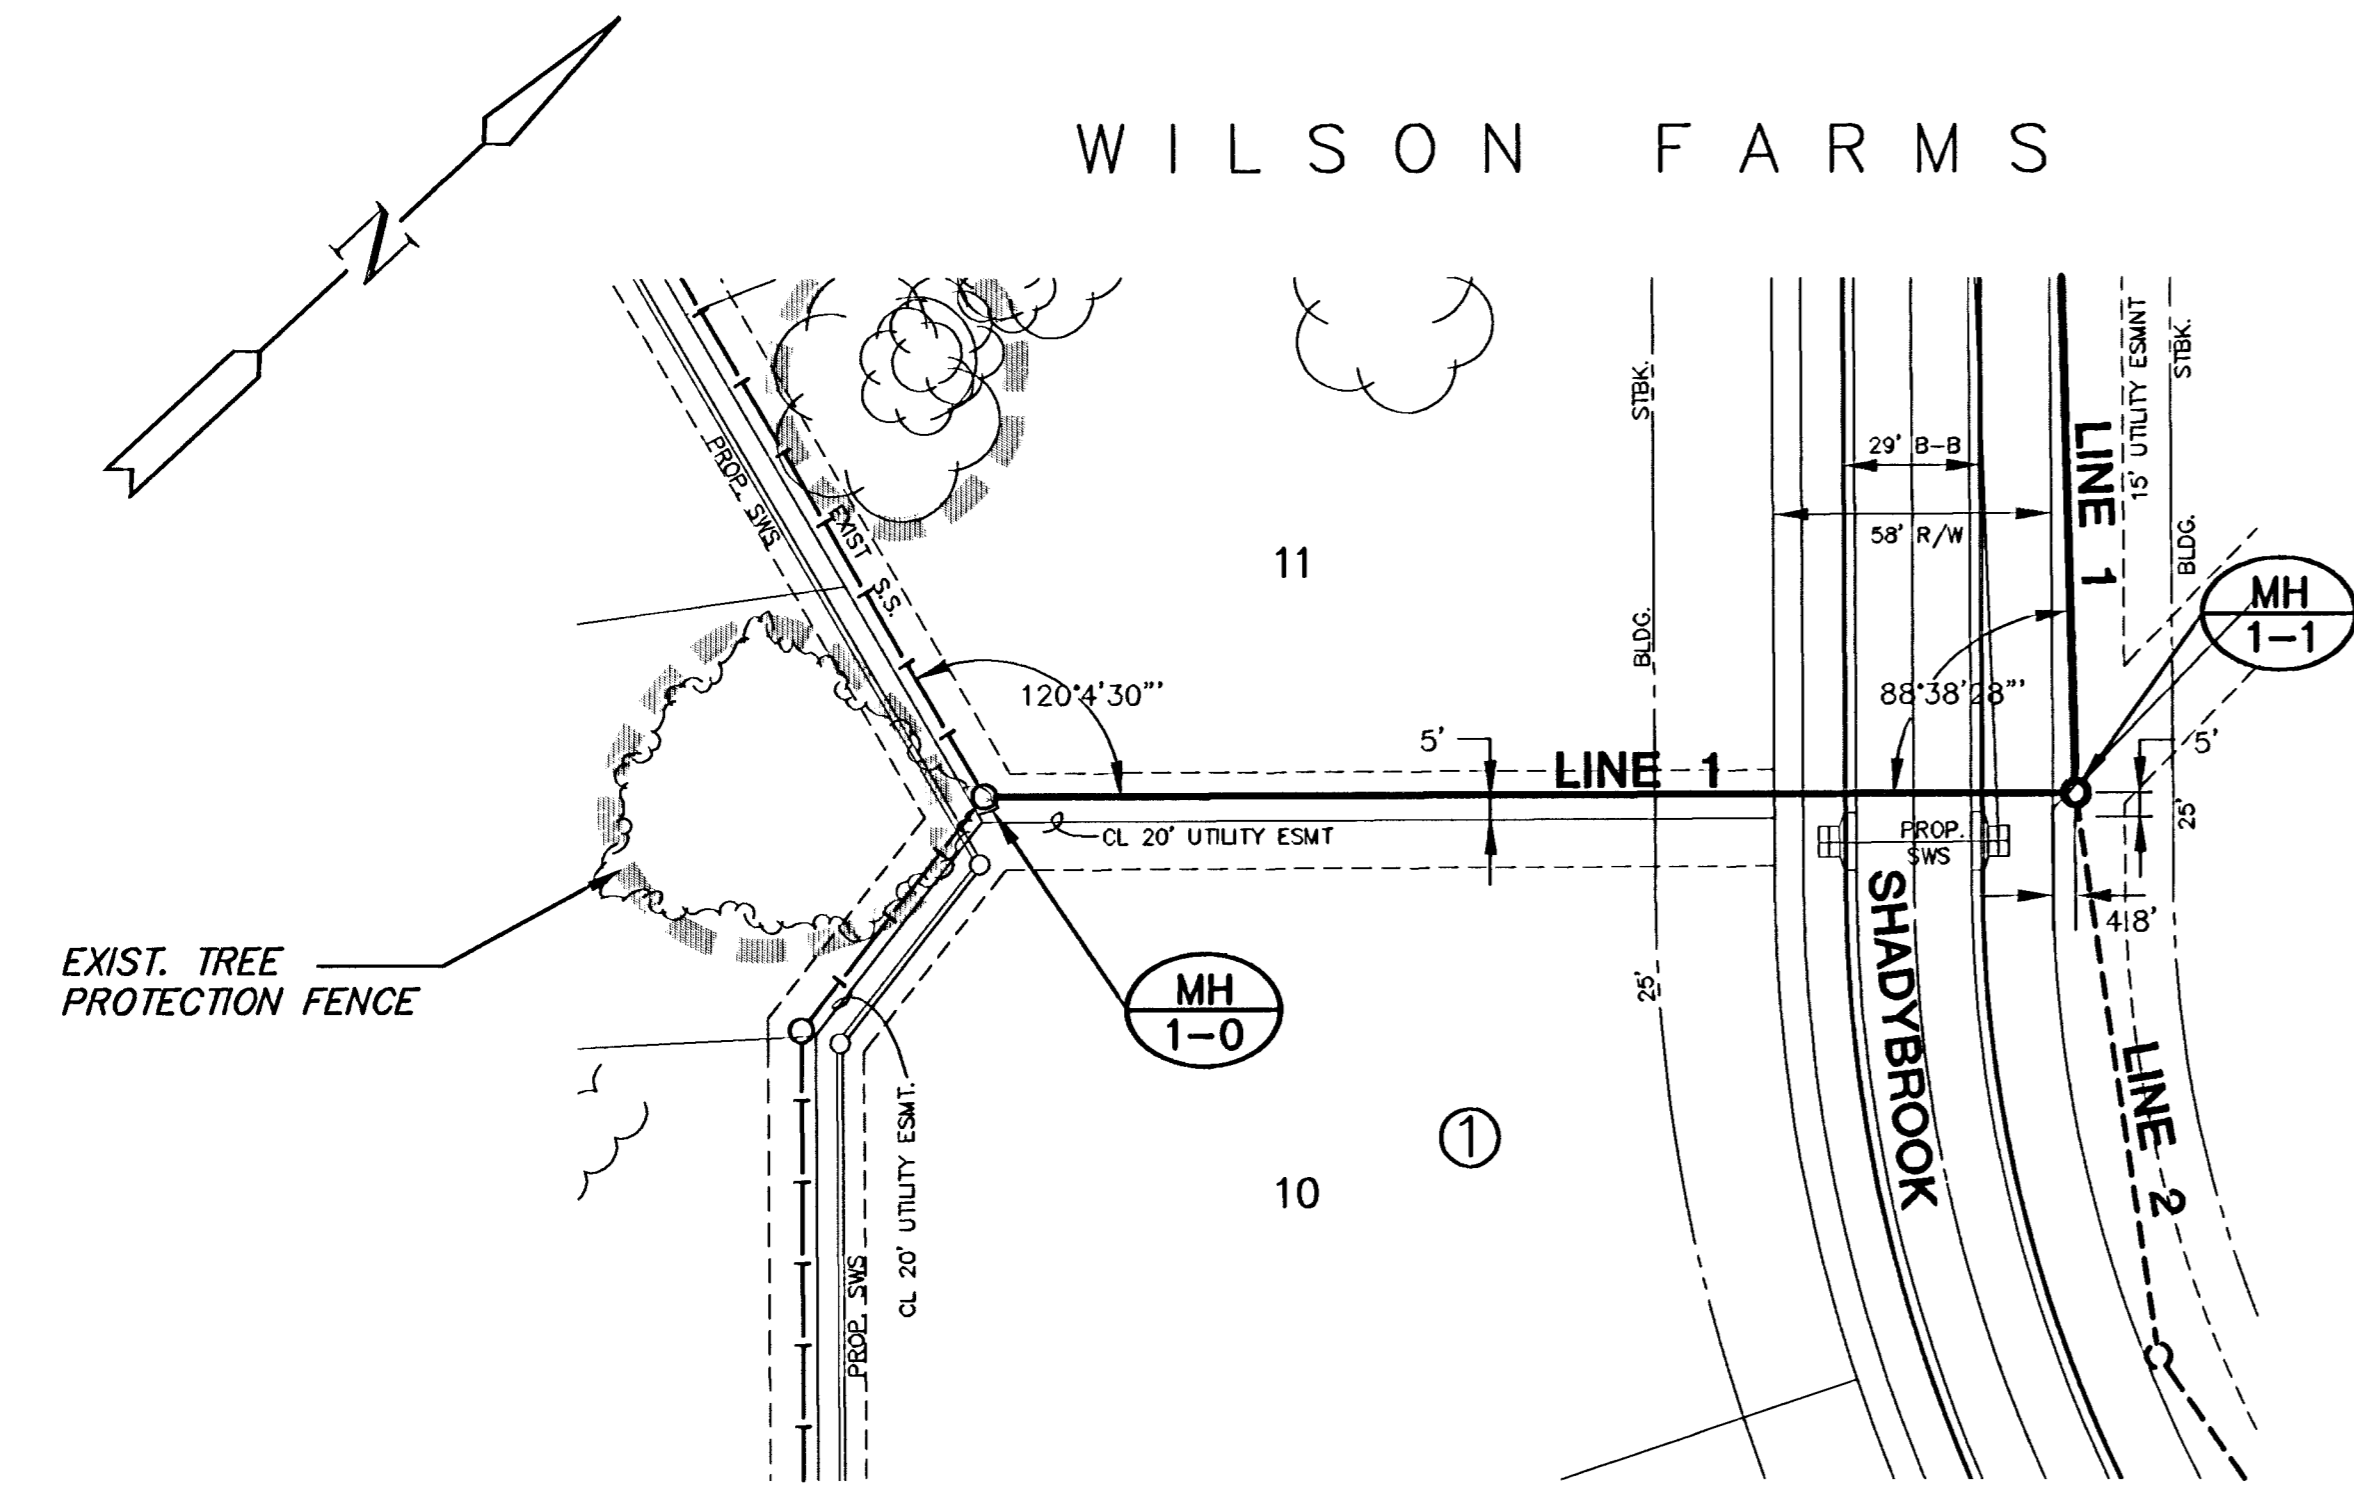 N
WILSON FARMS
PROP. SWS
EXIST S.S.
11
STBK.
BLDG.
25'
29' B-B
58' R/W
LINE 1
15' UTILITY ESMNT
STBK.
BLDG.
25'
MH
1-1
120°4'30"'
88°38'28"'
5'
LINE 1
5'
CL 20' UTILITY ESMT
PROP.
SWS
4.8'
SHADYBROOK
EXIST. TREE
PROTECTION FENCE
MH
1-0
LINE 2
CL 20' UTILITY ESMT.
1
10
PROP. SWS